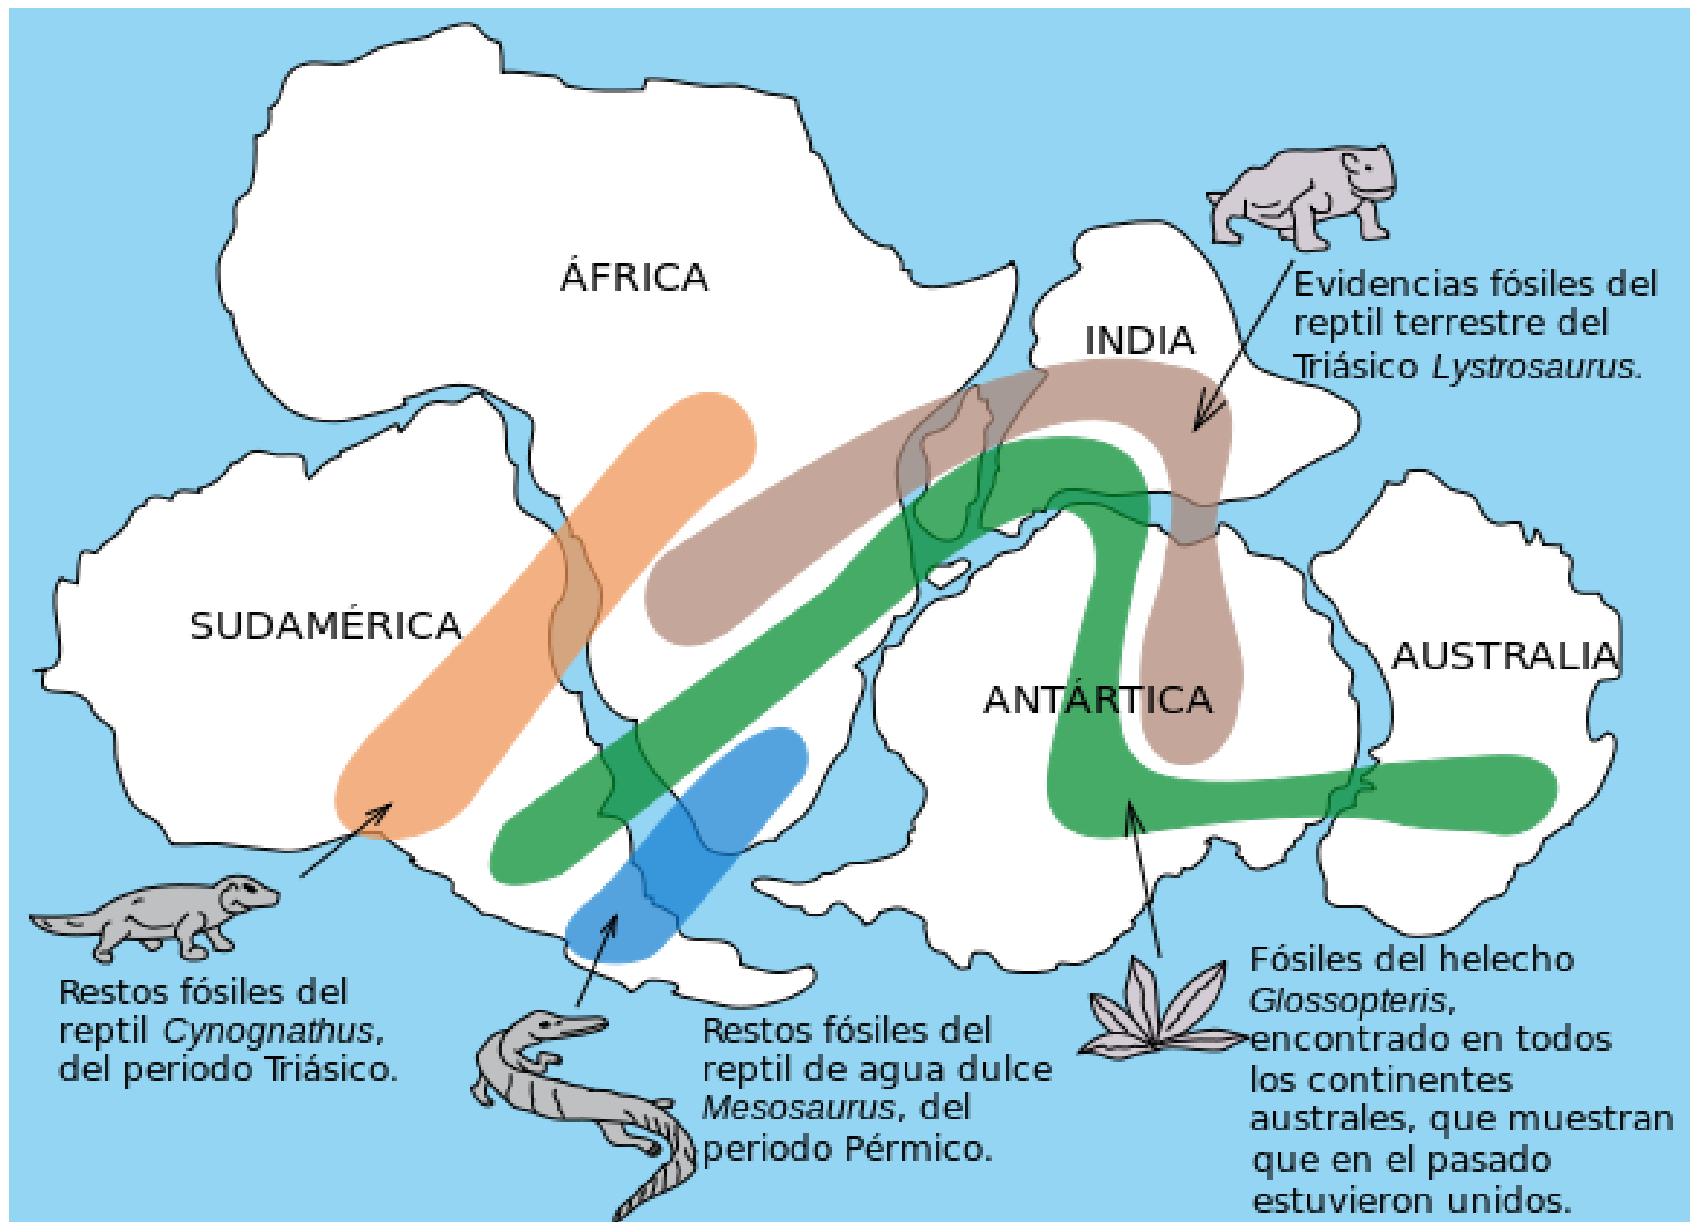 ÁFRICA
INDIA
Evidencias fósiles del
reptil terrestre del
Triásico Lystrosaurus.
SUDAMÉRICA
ANTÁRTICA
AUSTRALIA
Restos fósiles del
reptil Cynognathus,
del periodo Triásico.
Restos fósiles del
reptil de agua dulce
Mesosaurus, del
periodo Pérmico.
Fósiles del helecho
Glossopteris,
encontrado en todos
los continentes
australes, que muestran
que en el pasado
estuvieron unidos.